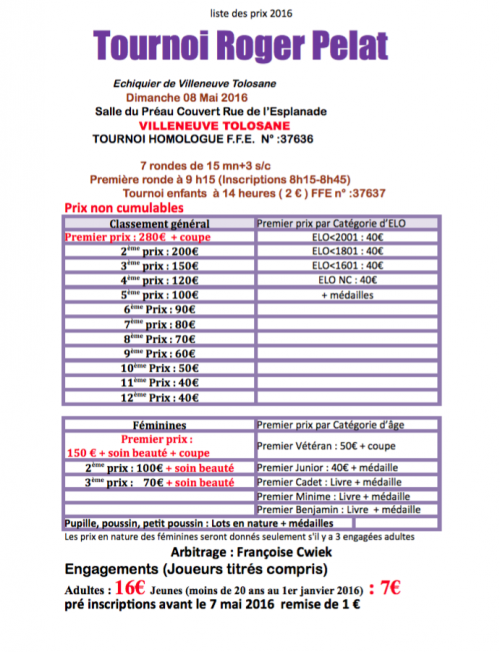 liste des prix 2016
Tournoi Roger Pelat
Echiquier de Villeneuve Tolosane
Dimanche 08 Mai 2016
Salle du Préau Couvert Rue de l'Esplanade
VILLENEUVE TOLOSANE
TOURNOI HOMOLOGUE F.F.E. N° :37636
7 rondes de 15 mn+3 s/c
Première ronde à 9 h15 (Inscriptions 8h15-8h45)
Tournoi enfants à 14 heures ( 2 € ) FFE n° :37637
Prix non cumulables
Classement général Premier prix par Catégorie d'ELO
Premier prix : 280€ + coupe ELO<2001 : 40€
2ème prix : 200€ ELO<1801 : 40€
3ème prix : 150€ ELO<1601 : 40€
4ème prix : 120€ ELO NC : 40€
5ème prix : 100€ + médailles
6ème Prix : 90€
7ème prix : 80€
8ème Prix : 70€
9ème Prix : 60€
10ème Prix : 50€
11ème Prix : 40€
12ème Prix : 40€
Féminines Premier prix par Catégorie d'âge
Premier prix :
150 € + soin beauté + coupe Premier Vétéran : 50€ + coupe
2ème prix : 100€ + soin beauté Premier Junior : 40€ + médaille
3ème prix : 70€ + soin beauté Premier Cadet : Livre + médaille
Premier Minime : Livre + médaille
Premier Benjamin : Livre + médaille
Pupille, poussin, petit poussin : Lots en nature + médailles
Les prix en nature des féminines seront donnés seulement s'il y a 3 engagées adultes
Arbitrage : Françoise Cwiek
Engagements (Joueurs titrés compris)
Adultes : 16€ Jeunes (moins de 20 ans au 1er janvier 2016) : 7€
pré inscriptions avant le 7 mai 2016 remise de 1 €